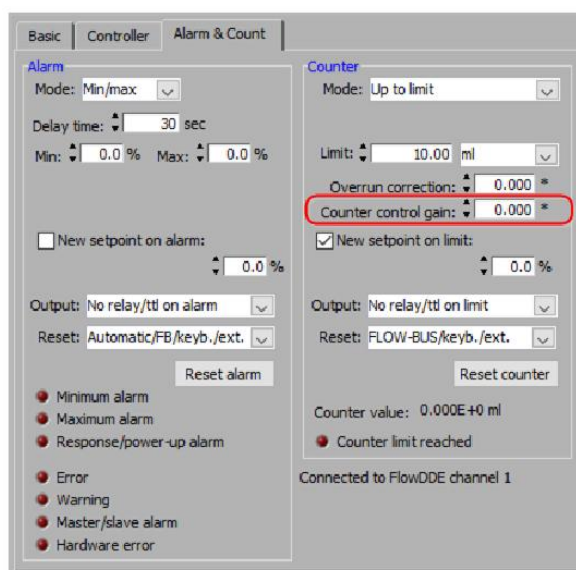 Basic Controller Alarm & Count
Alarm
Mode: Min/max
Delay time: 30 sec
Min: 0.0 % Max: 0.0 %
New setpoint on alarm:
0.0 %
Output: No relay/ttl on alarm
Reset: Automatic/FB/keyb./ext.
Reset alarm
Minimum alarm
Maximum alarm
Response/power-up alarm
Error
Warning
Master/slave alarm
Hardware error
Counter
Mode: Up to limit
Limit: 10.00 ml
Overrun correction: 0.000 *
Counter control gain: 0.000 *
New setpoint on limit:
0.0 %
Output: No relay/ttl on limit
Reset: FLOW-BUS/keyb./ext.
Reset counter
Counter value: 0.000E+0 ml
Counter limit reached
Connected to FlowDDE channel 1